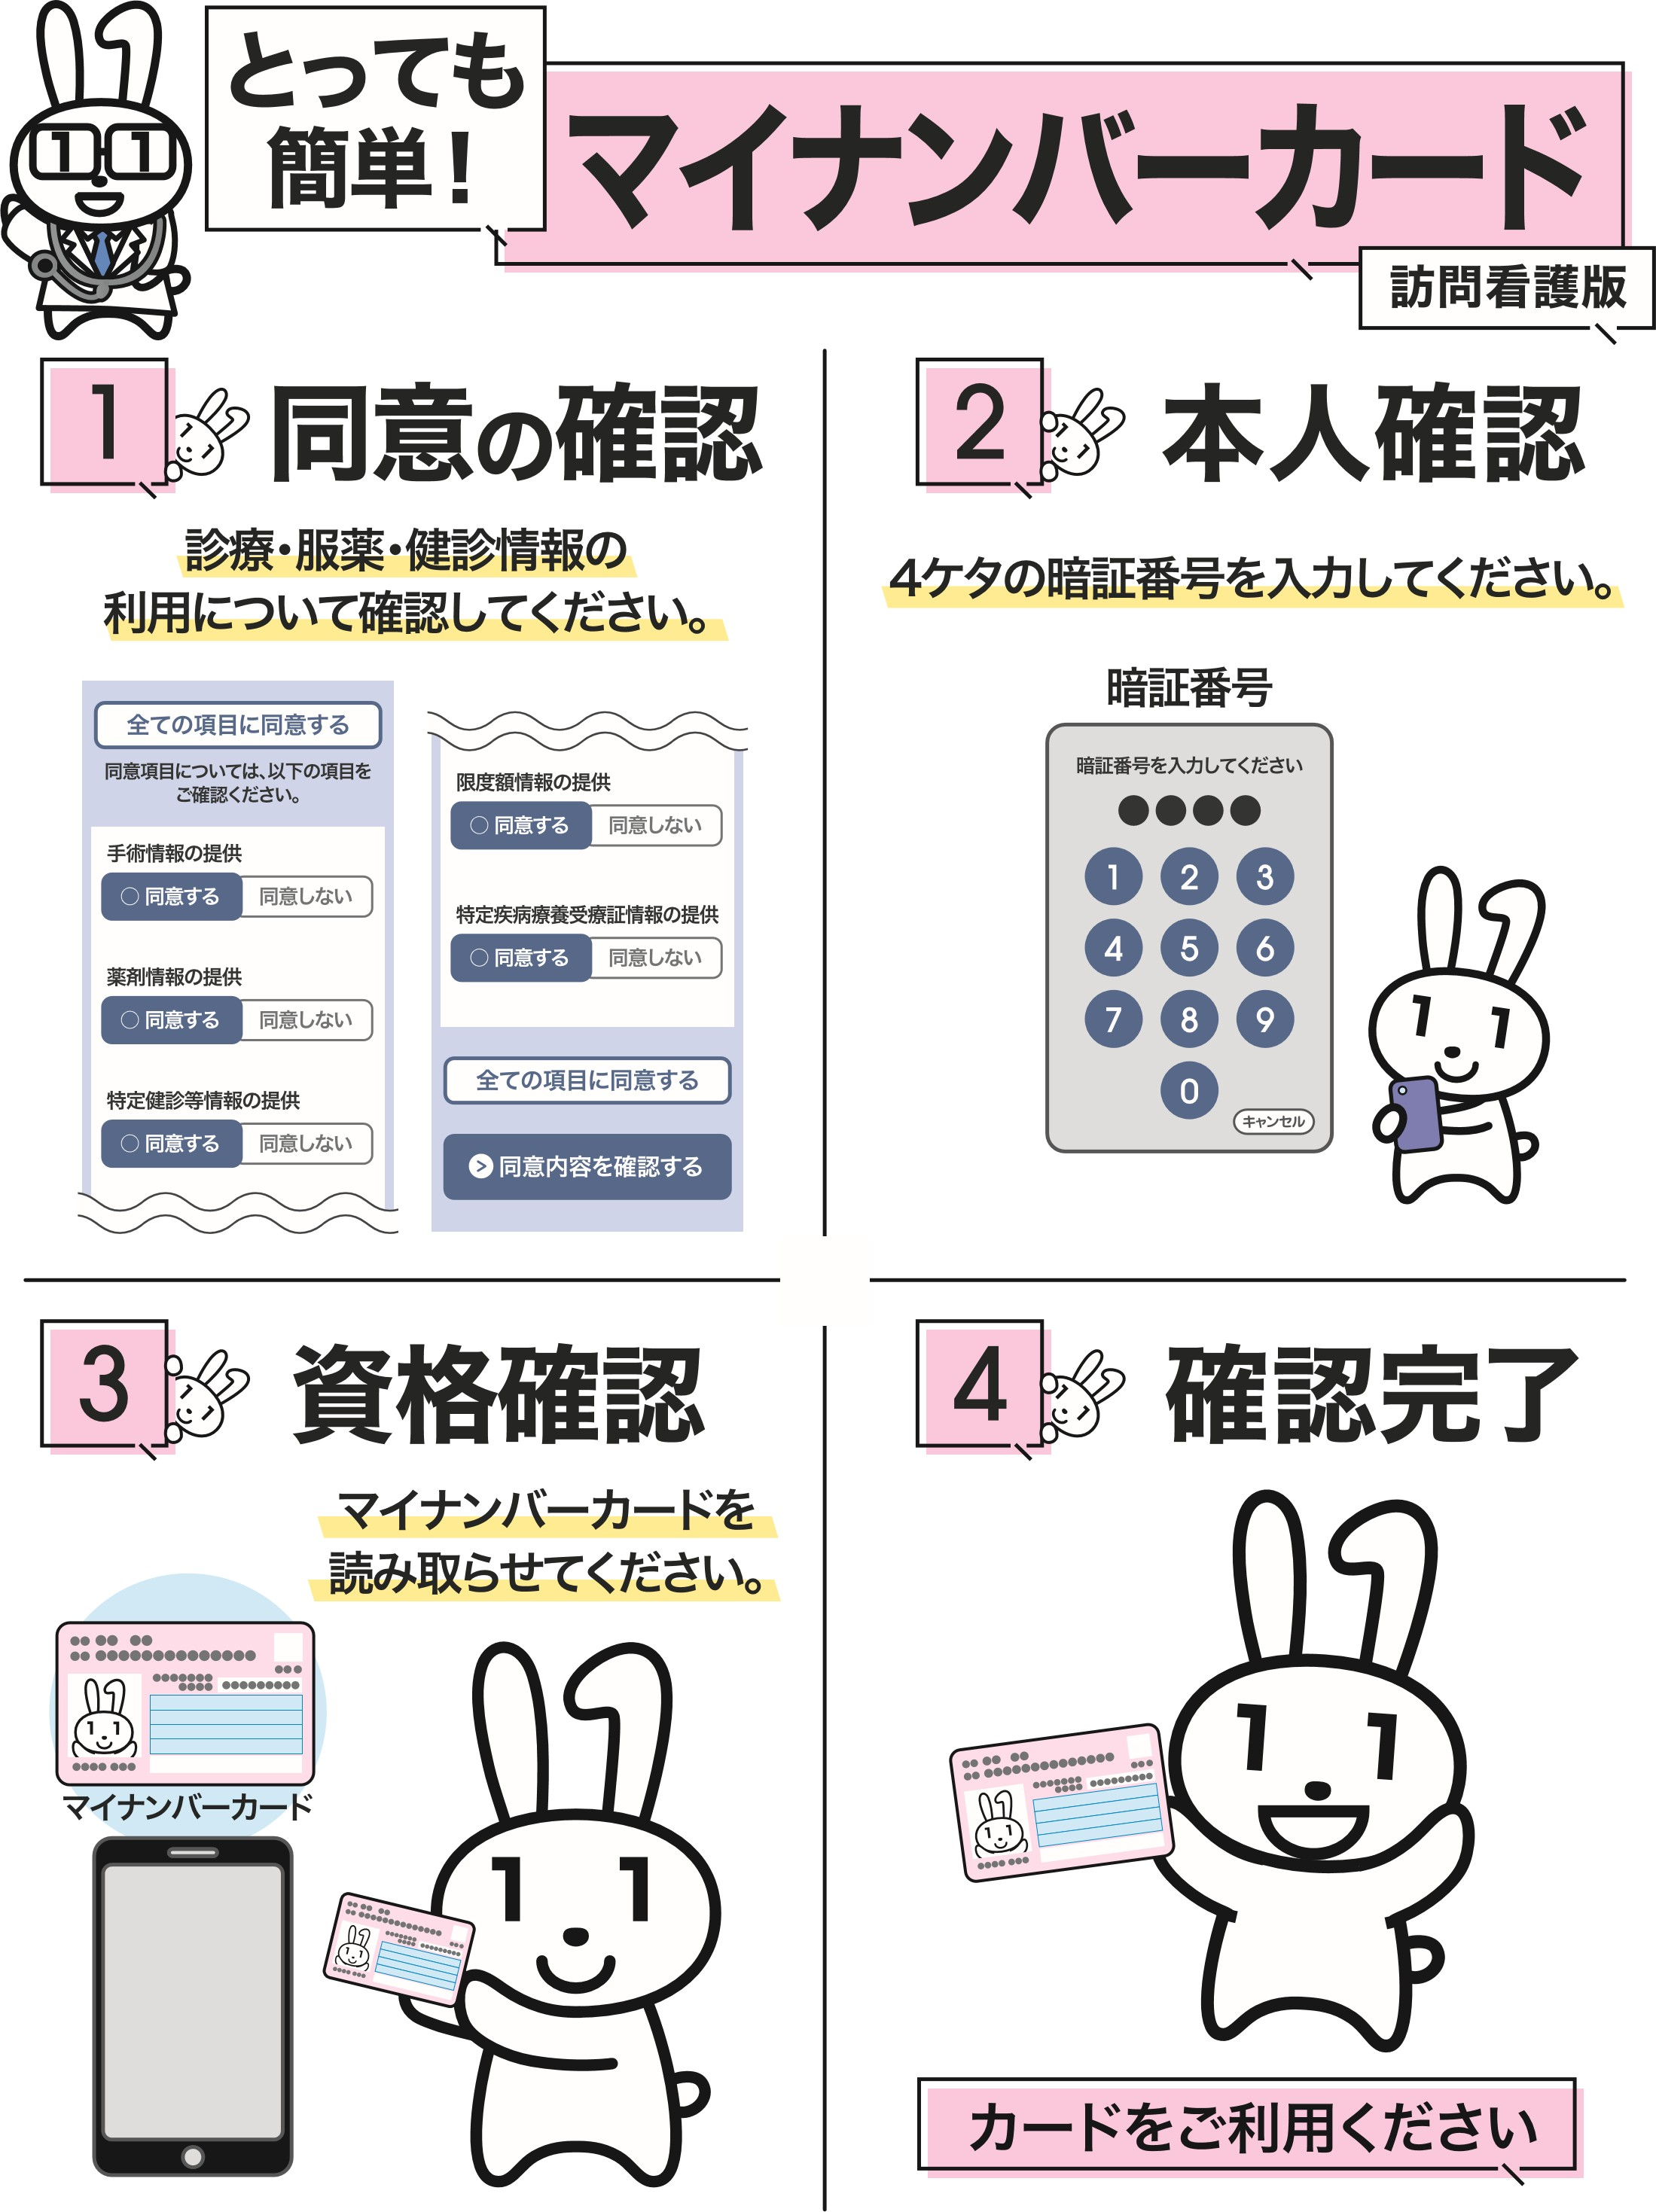 とっても
簡単！
マイナンバーカード
訪問看護版
1
同意の確認
診療・服薬・健診情報の
利用について確認してください。
全ての項目に同意する
同意項目については、以下の項目を
ご確認ください。
手術情報の提供
○ 同意する 同意しない
薬剤情報の提供
○ 同意する 同意しない
特定健診等情報の提供
○ 同意する 同意しない
限度額情報の提供
○ 同意する 同意しない
特定疾病療養受療証情報の提供
○ 同意する 同意しない
全ての項目に同意する
> 同意内容を確認する
2
本人確認
4ケタの暗証番号を入力してください。
暗証番号
暗証番号を入力してください
●●●●
1 2 3
4 5 6
7 8 9
0
キャンセル
3
資格確認
マイナンバーカードを
読み取らせてください。
マイナンバーカード
4
確認完了
カードをご利用ください